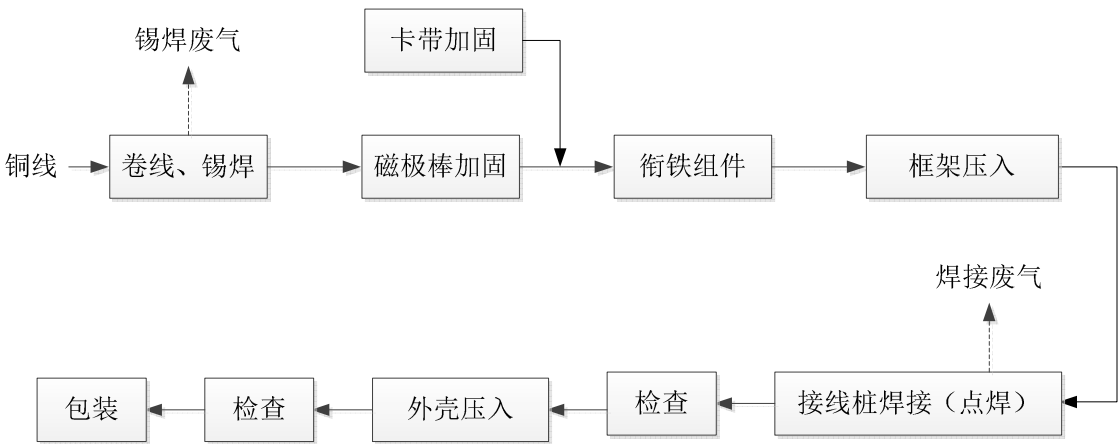 锡焊废气
卡带加固
铜线
卷线、锡焊
磁极棒加固
衔铁组件
框架压入
焊接废气
包装
检查
外壳压入
检查
接线桩焊接（点焊）